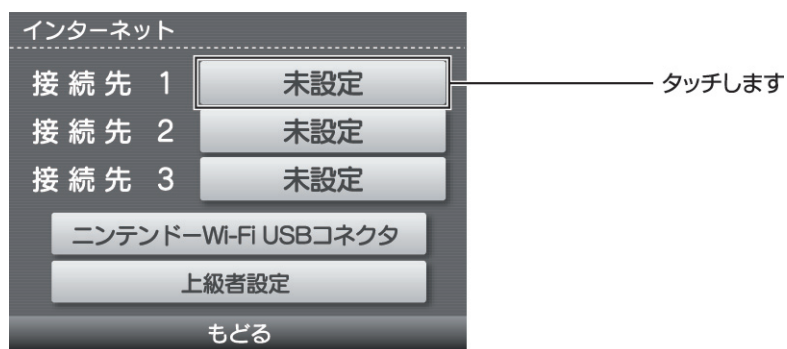 インターネット
接続先 1 未設定 タッチします
接続先 2 未設定
接続先 3 未設定
ニンテンドーWi-Fi USBコネクタ
上級者設定
もどる